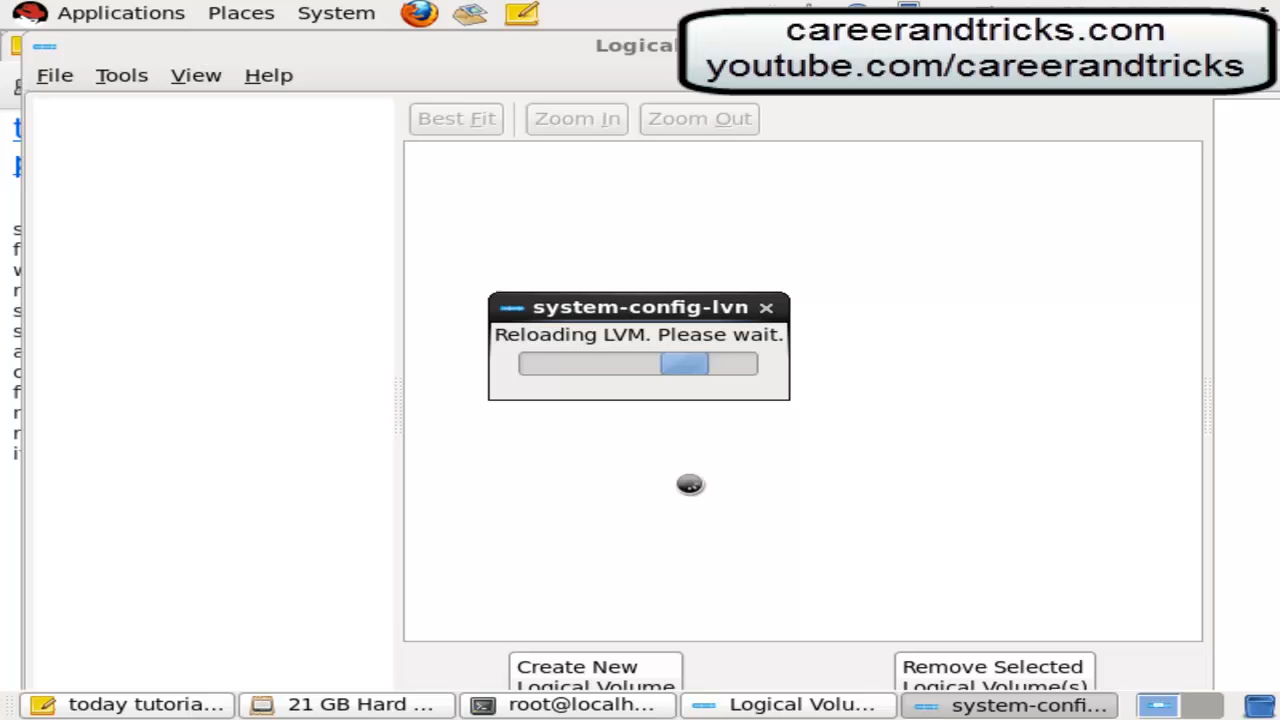 Applications Places System
careerandtricks.com
youtube.com/careerandtricks
Logical
File Tools View Help
Best Fit Zoom In Zoom Out
system-config-lvn
Reloading LVM. Please wait.
Create New
Logical Volume
Remove Selected
Logical Volume(s)
today tutoria... 21 GB Hard ... root@localh... Logical Volu... system-confi...